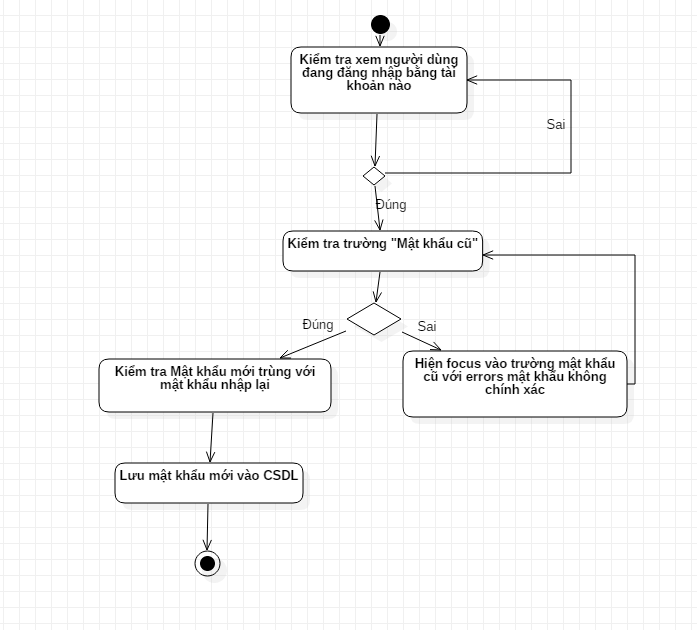 Kiểm tra xem người dùng
đang đăng nhập bằng tài
khoản nào
Sai
Đúng
Kiểm tra trường "Mật khẩu cũ"
Đúng
Sai
Kiểm tra Mật khẩu mới trùng với
mật khẩu nhập lại
Hiện focus vào trường mật khẩu
cũ với errors mật khẩu không
chính xác
Lưu mật khẩu mới vào CSDL